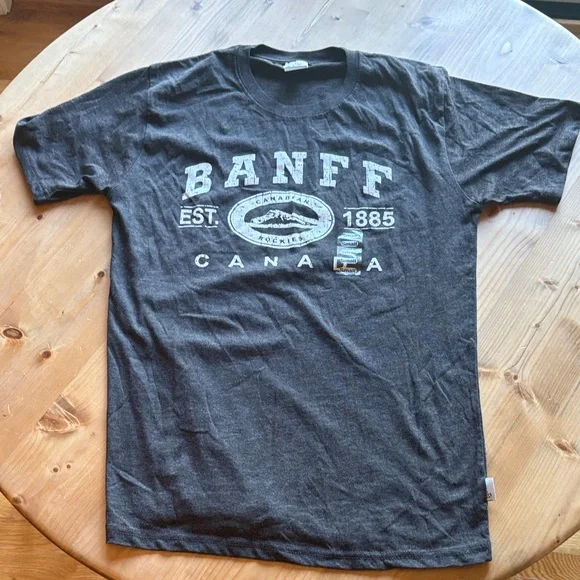 BANFF
EST. CANADIAN 1885
ROCKIES
CANADA